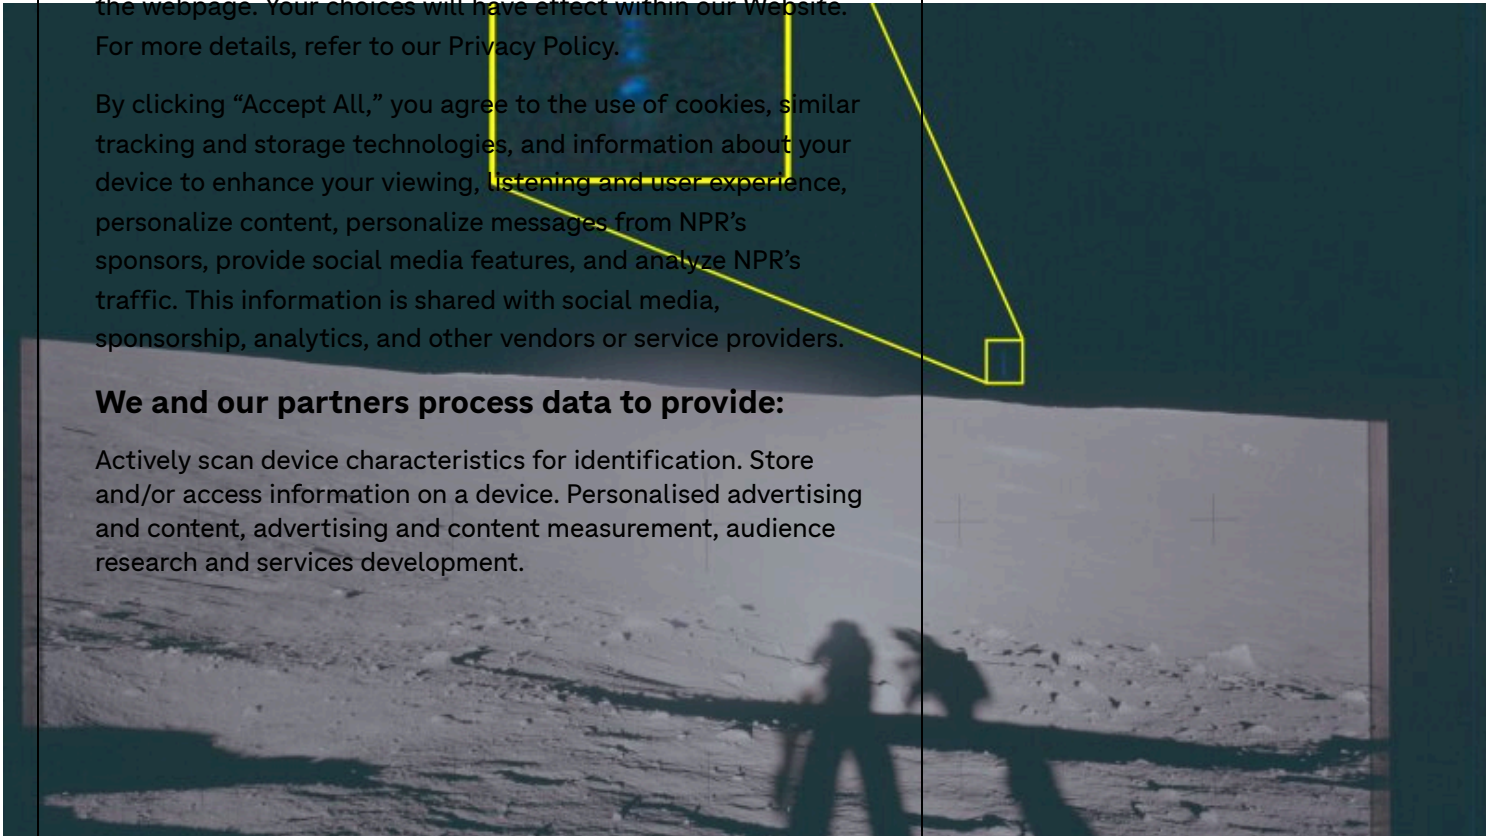 the webpage. Your choices will have effect within our Website.
For more details, refer to our Privacy Policy.
By clicking “Accept All,” you agree to the use of cookies, similar
tracking and storage technologies, and information about your
device to enhance your viewing, listening and user experience,
personalize content, personalize messages from NPR’s
sponsors, provide social media features, and analyze NPR’s
traffic. This information is shared with social media,
sponsorship, analytics, and other vendors or service providers.
We and our partners process data to provide:
Actively scan device characteristics for identification. Store
and/or access information on a device. Personalised advertising
and content, advertising and content measurement, audience
research and services development.